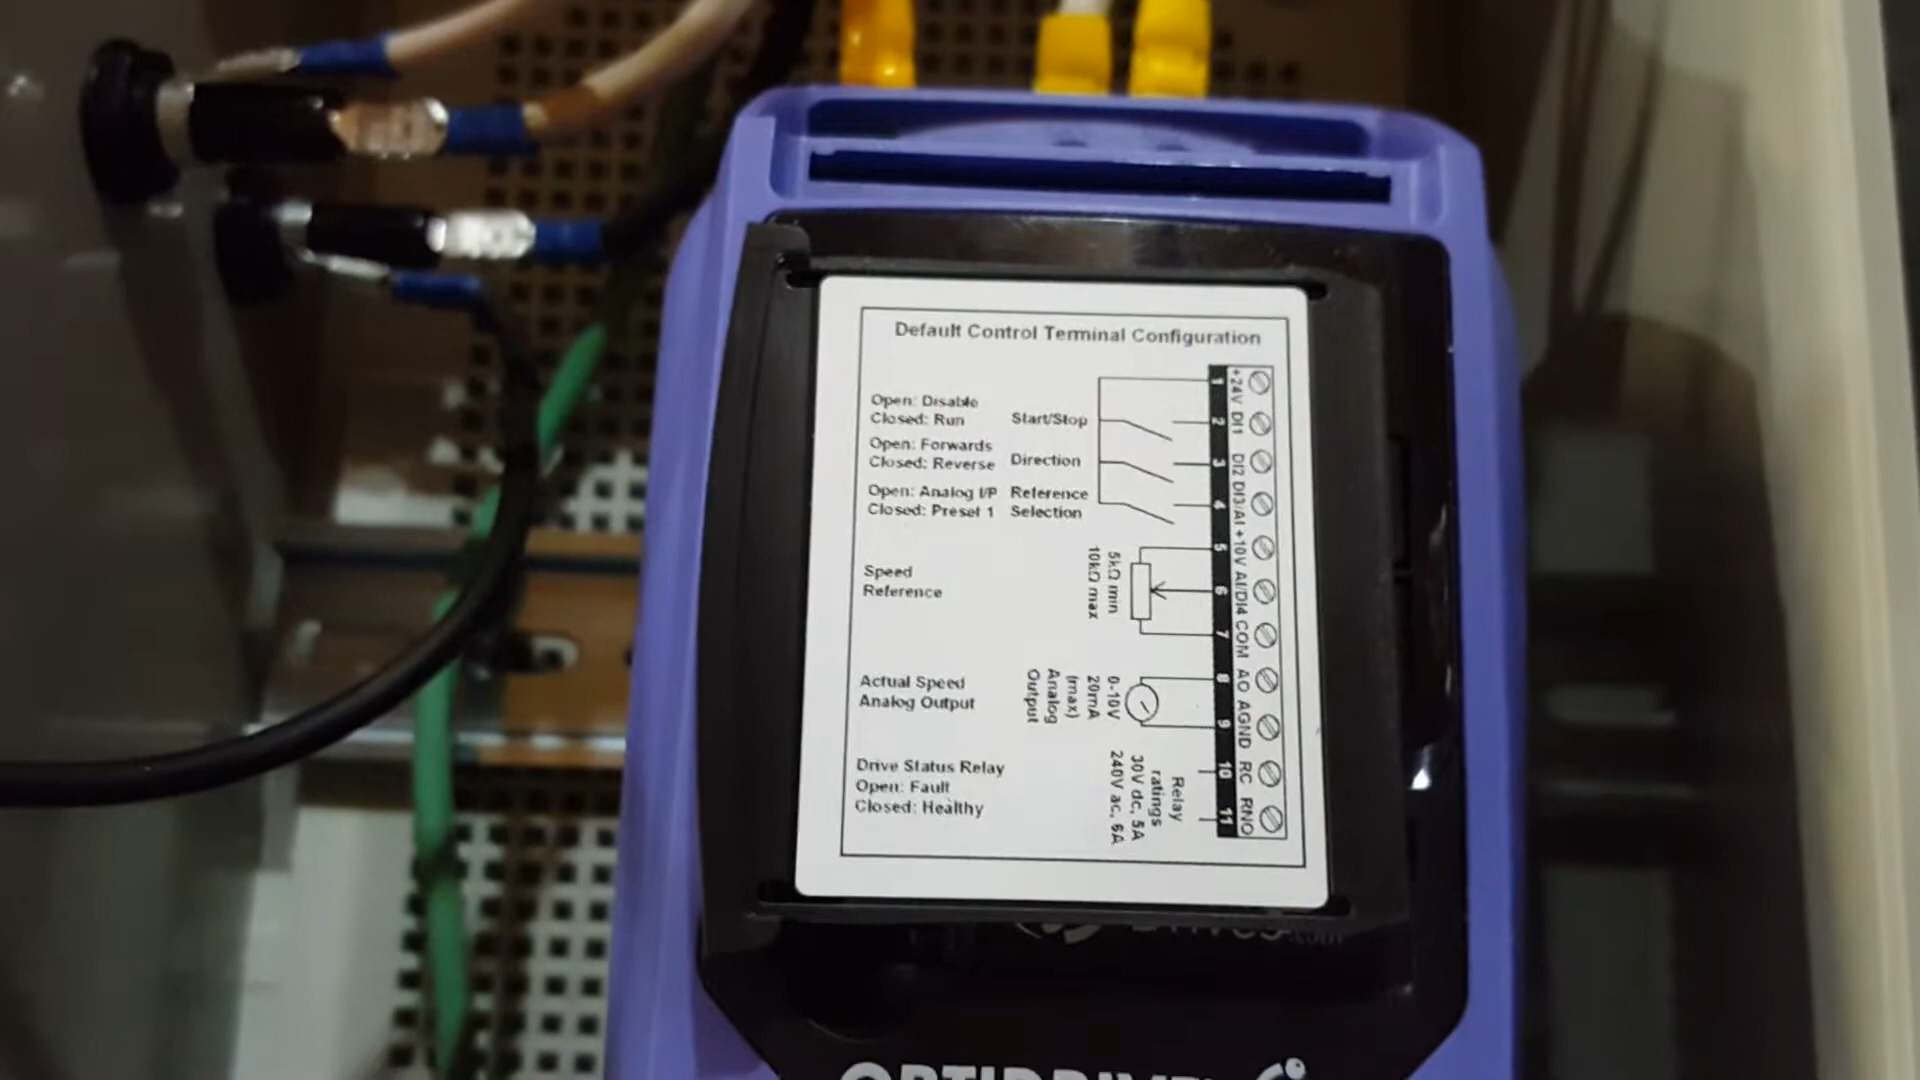 Default Control Terminal Configuration
Open: Disable
Closed: Run
Start/Stop
Open: Forwards
Closed: Reverse
Direction
Open: Analog I/P
Closed: Preset 1
Reference
Selection
Speed
Reference
5kΩ min
10kΩ max
Actual Speed
Analog Output
0-10V
20mA
(max)
Analog
Output
Drive Status Relay
Open: Fault
Closed: Healthy
Relay
ratings
30V dc, 5A
240V ac, 6A
1 +24V
2 DI1
3 DI2
4 DI3/AI
5 +10V
6 AI/DI4
7 COM
8 AO
9 AGND
10 RC
11 RNO
OPTIDRIVE